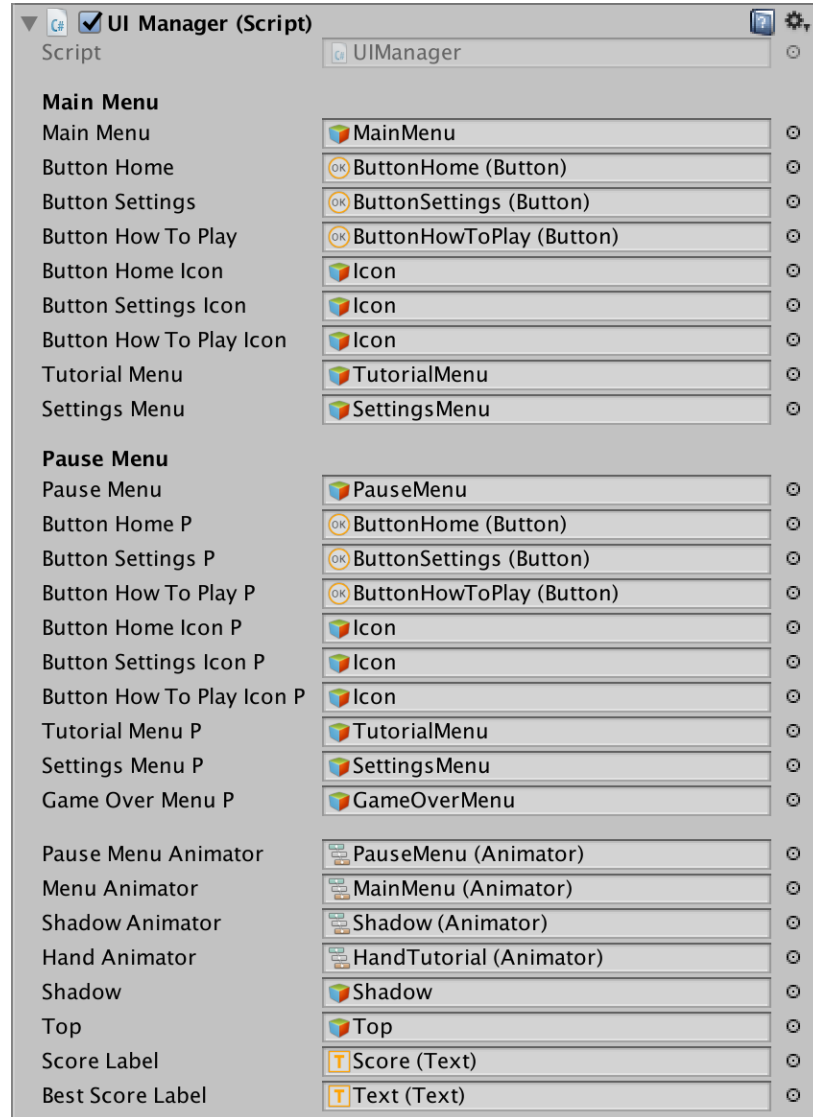 UI Manager (Script)
Script UIManager
Main Menu
Main Menu MainMenu
Button Home ButtonHome (Button)
Button Settings ButtonSettings (Button)
Button How To Play ButtonHowToPlay (Button)
Button Home Icon Icon
Button Settings Icon Icon
Button How To Play Icon Icon
Tutorial Menu TutorialMenu
Settings Menu SettingsMenu
Pause Menu
Pause Menu PauseMenu
Button Home P ButtonHome (Button)
Button Settings P ButtonSettings (Button)
Button How To Play P ButtonHowToPlay (Button)
Button Home Icon P Icon
Button Settings Icon P Icon
Button How To Play Icon P Icon
Tutorial Menu P TutorialMenu
Settings Menu P SettingsMenu
Game Over Menu P GameOverMenu
Pause Menu Animator PauseMenu (Animator)
Menu Animator MainMenu (Animator)
Shadow Animator Shadow (Animator)
Hand Animator HandTutorial (Animator)
Shadow Shadow
Top Top
Score Label Score (Text)
Best Score Label Text (Text)